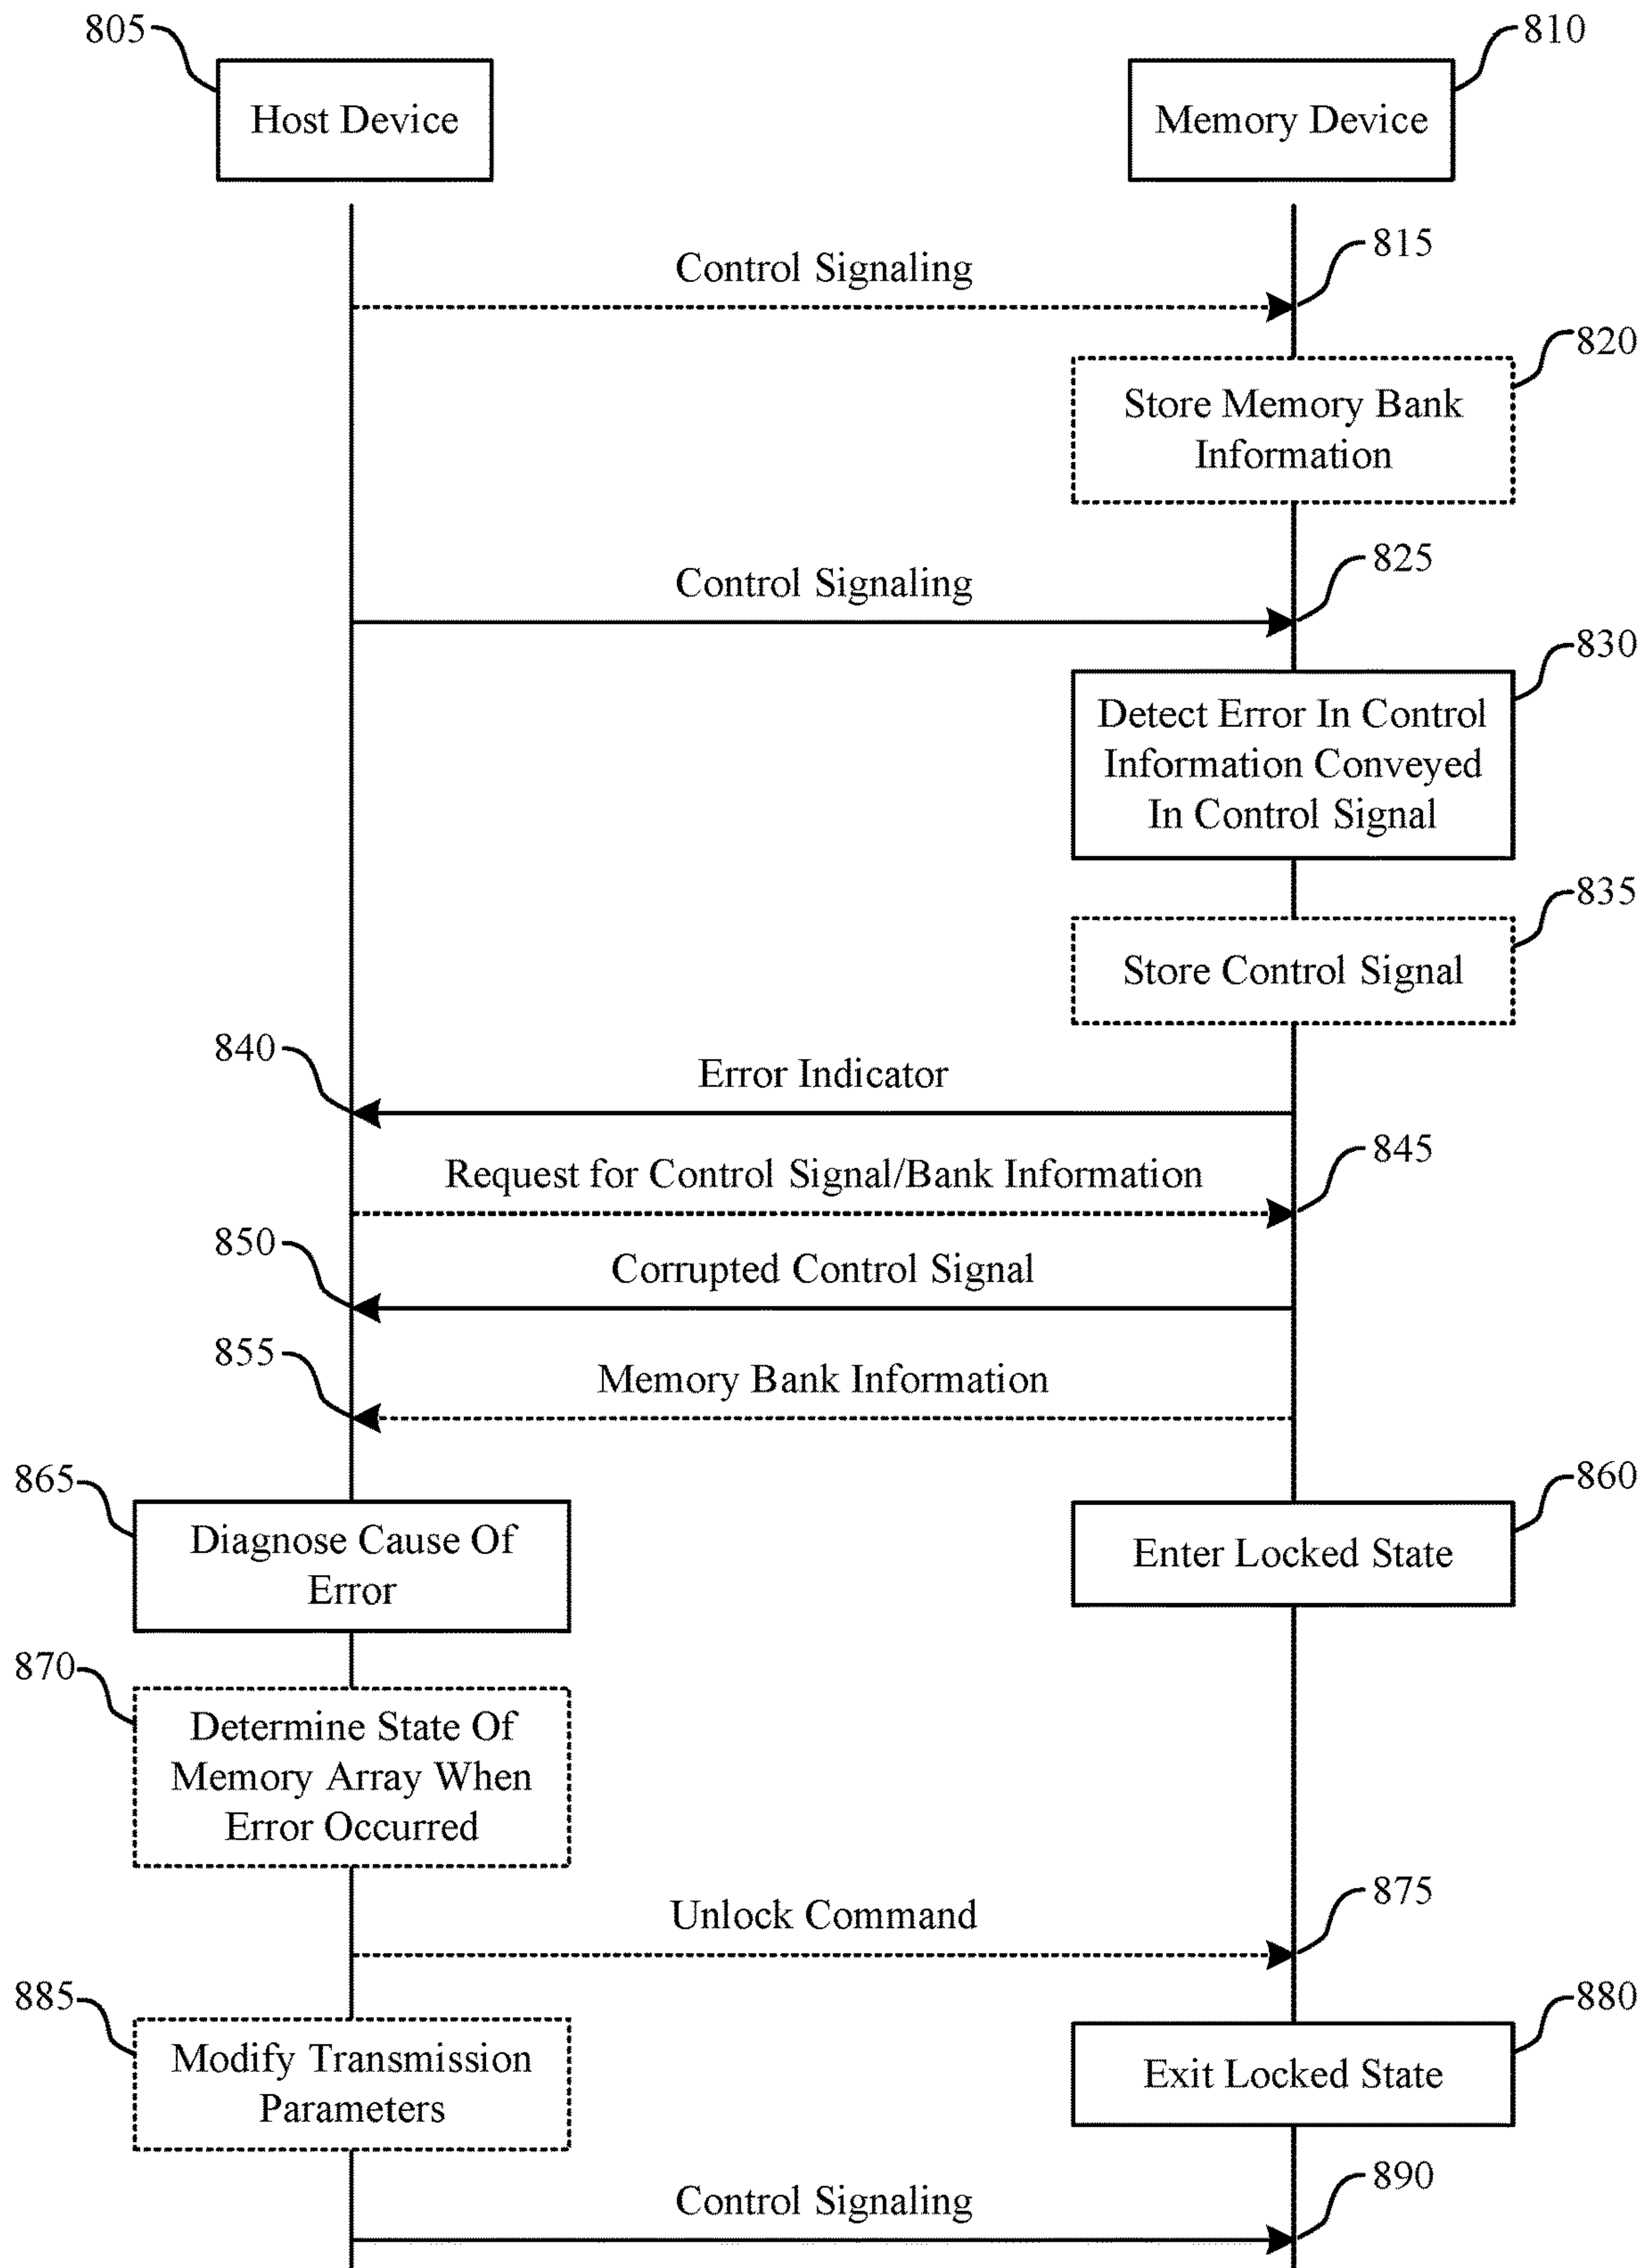 805
810
Host Device
Memory Device
Control Signaling
815
820
Store Memory Bank
Information
Control Signaling
825
830
Detect Error In Control
Information Conveyed
In Control Signal
835
Store Control Signal
840
Error Indicator
Request for Control Signal/Bank Information
845
850
Corrupted Control Signal
855
Memory Bank Information
865
860
Diagnose Cause Of
Error
Enter Locked State
870
Determine State Of
Memory Array When
Error Occurred
Unlock Command
875
885
880
Modify Transmission
Parameters
Exit Locked State
Control Signaling
890